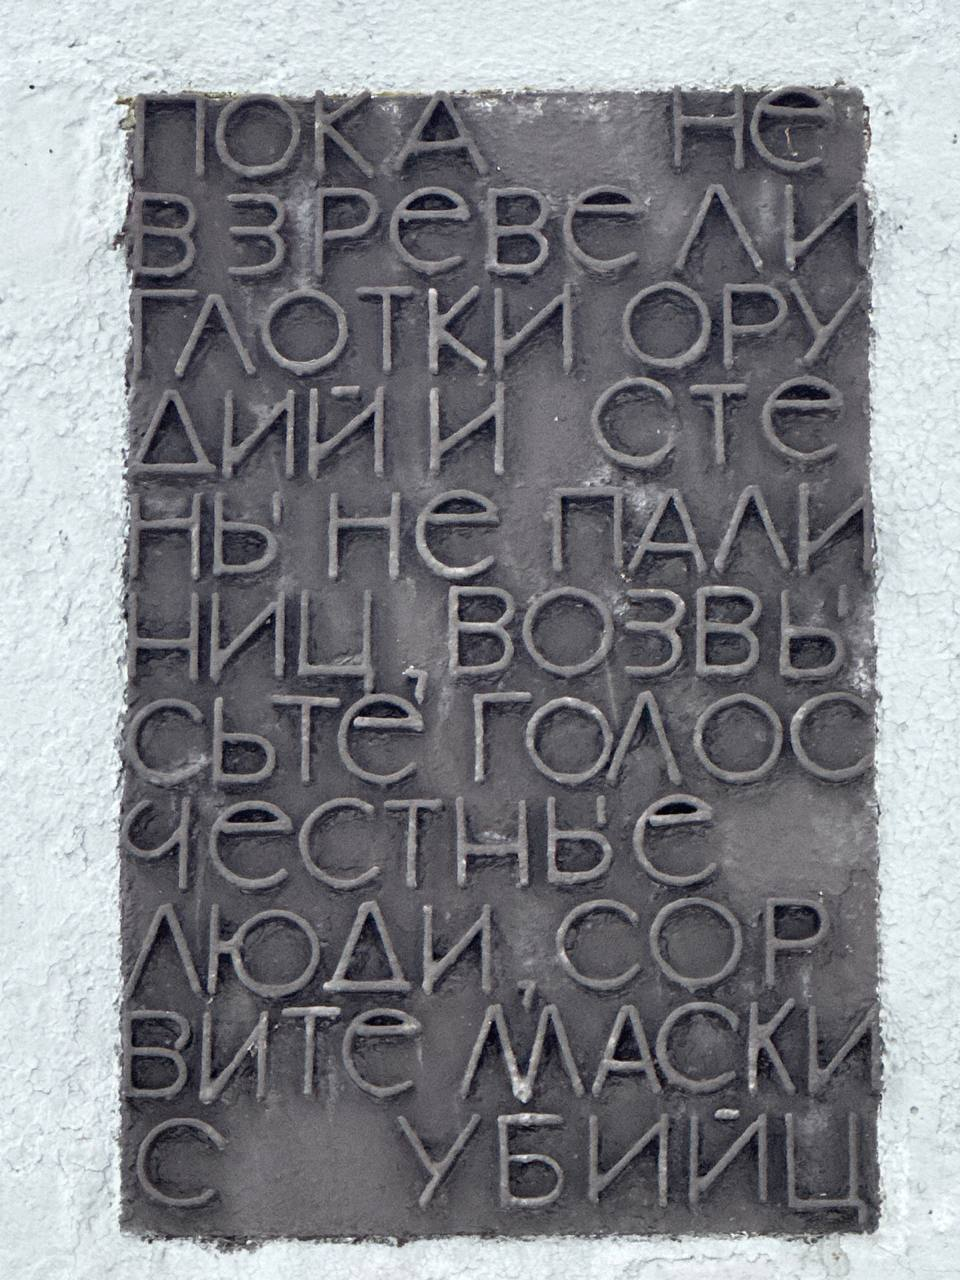 ПОКА НЕ
ВЗРЕВЕЛИ
ГЛОТКИ ОРУ
ДИЙ И СТЕ
НЫ НЕ ПАЛИ
НИЦ, ВОЗВЫ
СЬТЕ ГОЛОС
ЧЕСТНЫЕ
ЛЮДИ, СОР
ВИТЕ МАСКИ
С УБИЙЦ